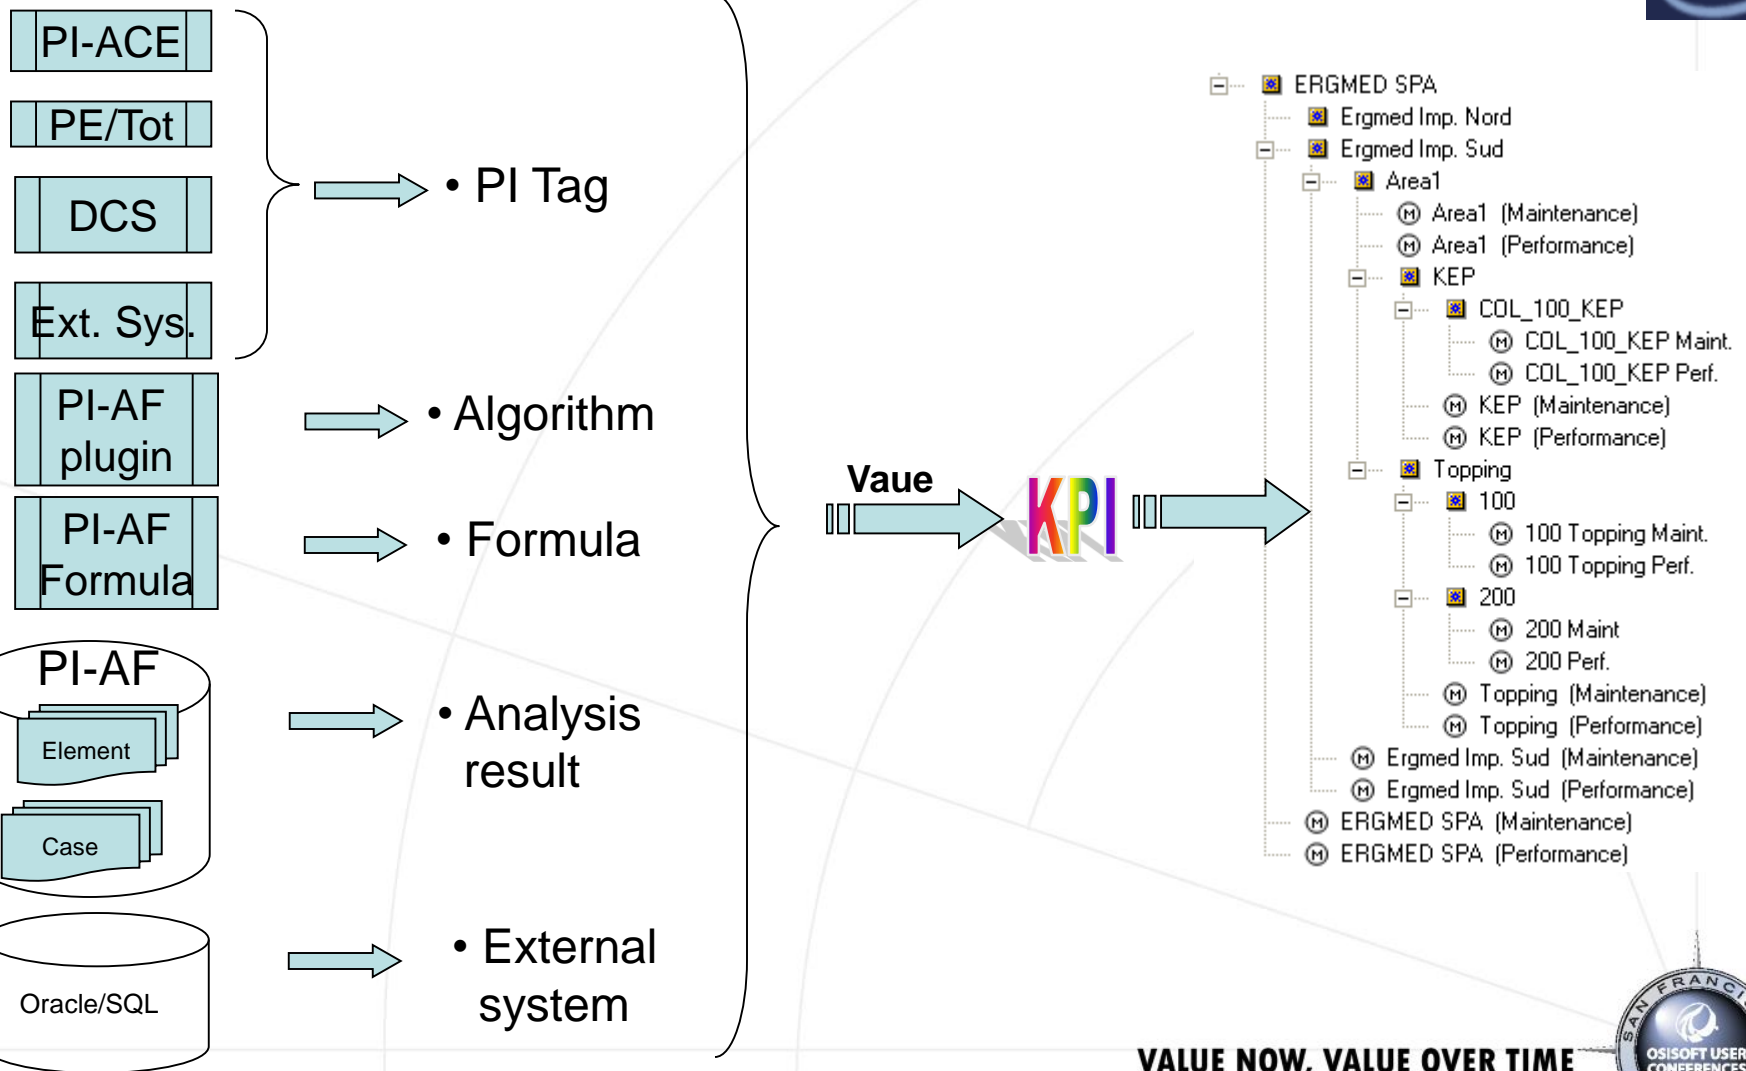 PI-ACE
PE/Tot
DCS
Ext. Sys.
PI-AF
plugin
PI-AF
Formula
PI-AF
Element
Case
Oracle/SQL
• PI Tag
• Algorithm
• Formula
• Analysis
result
• External
system
Vaue
KPI
ERGMED SPA
Ergmed Imp. Nord
Ergmed Imp. Sud
Area1
Area1 (Maintenance)
Area1 (Performance)
KEP
COL_100_KEP
COL_100_KEP Maint.
COL_100_KEP Perf.
KEP (Maintenance)
KEP (Performance)
Topping
100
100 Topping Maint.
100 Topping Perf.
200
200 Maint
200 Perf.
Topping (Maintenance)
Topping (Performance)
Ergmed Imp. Sud (Maintenance)
Ergmed Imp. Sud (Performance)
ERGMED SPA (Maintenance)
ERGMED SPA (Performance)
VALUE NOW, VALUE OVER TIME
SAN FRANCI
OSISOFT USER
CONFERENCES